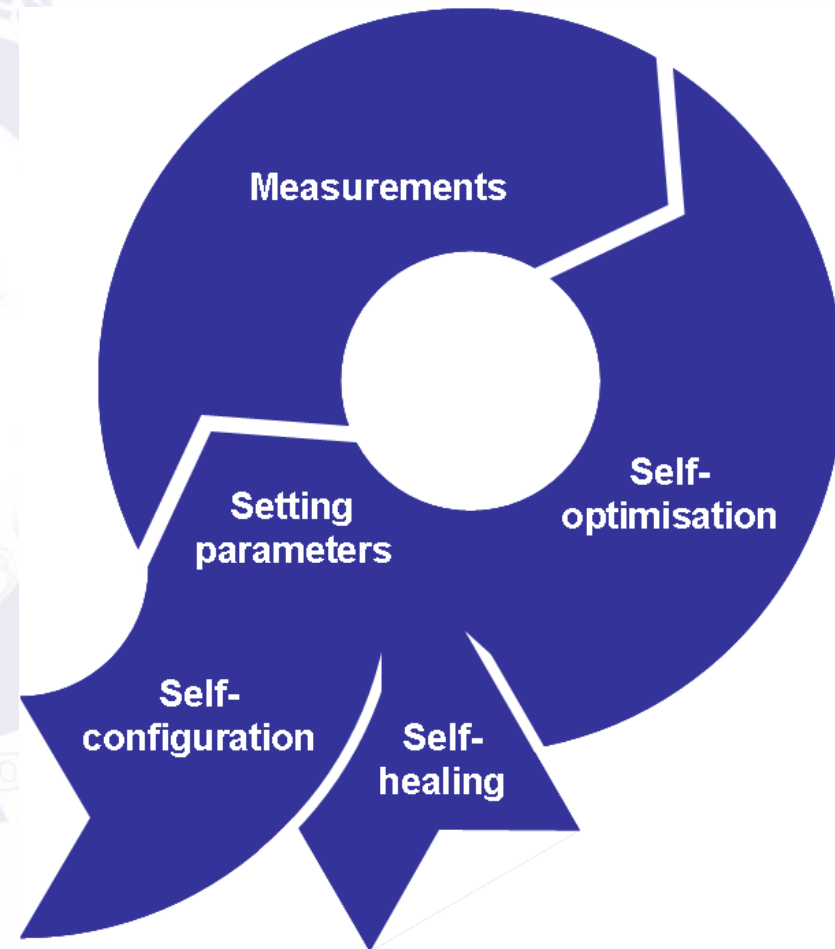 Measurements
Self-
optimisation
Setting
parameters
Self-
configuration
Self-
healing